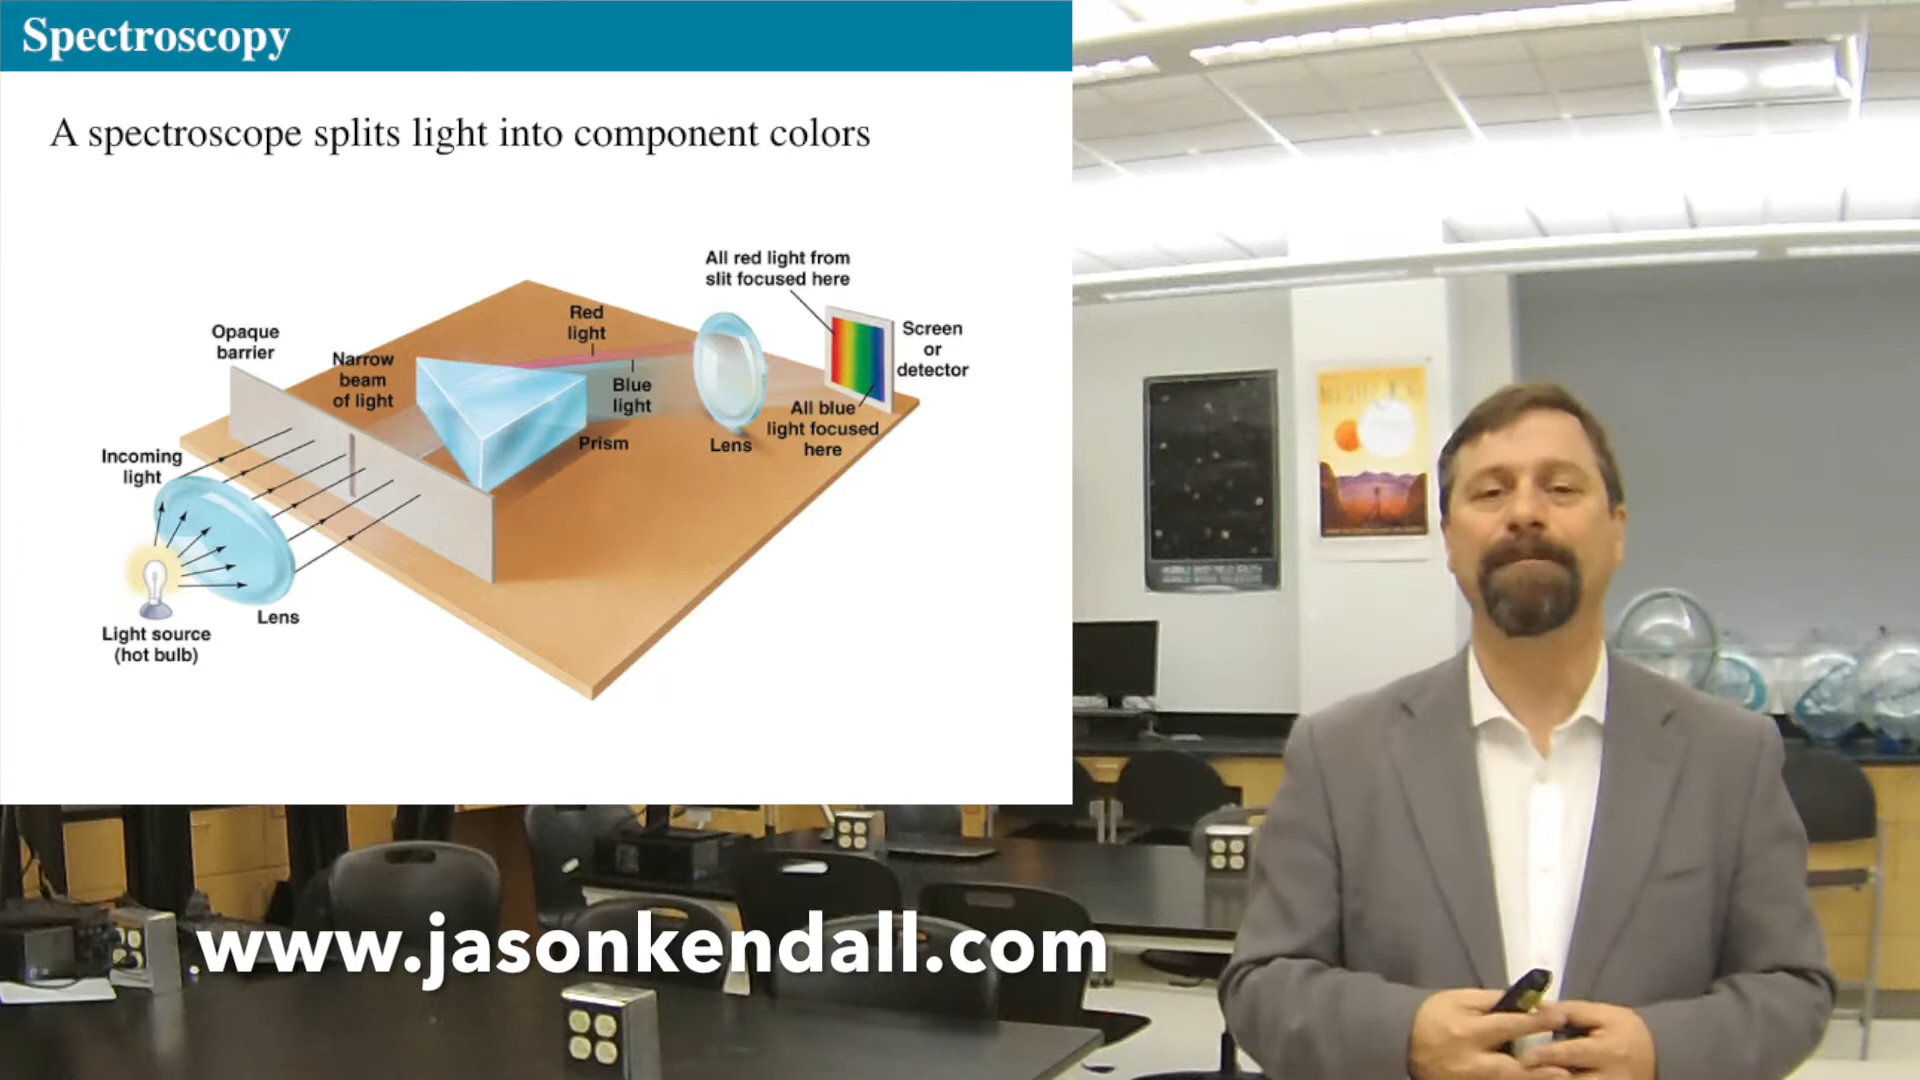 Spectroscopy
A spectroscope splits light into component colors
All red light from
slit focused here
Opaque
barrier
Red
light
Screen
or
detector
Narrow
beam
of light
Blue
light
All blue
light focused
here
Prism
Lens
Incoming
light
Lens
Light source
(hot bulb)
www.jasonkendall.com